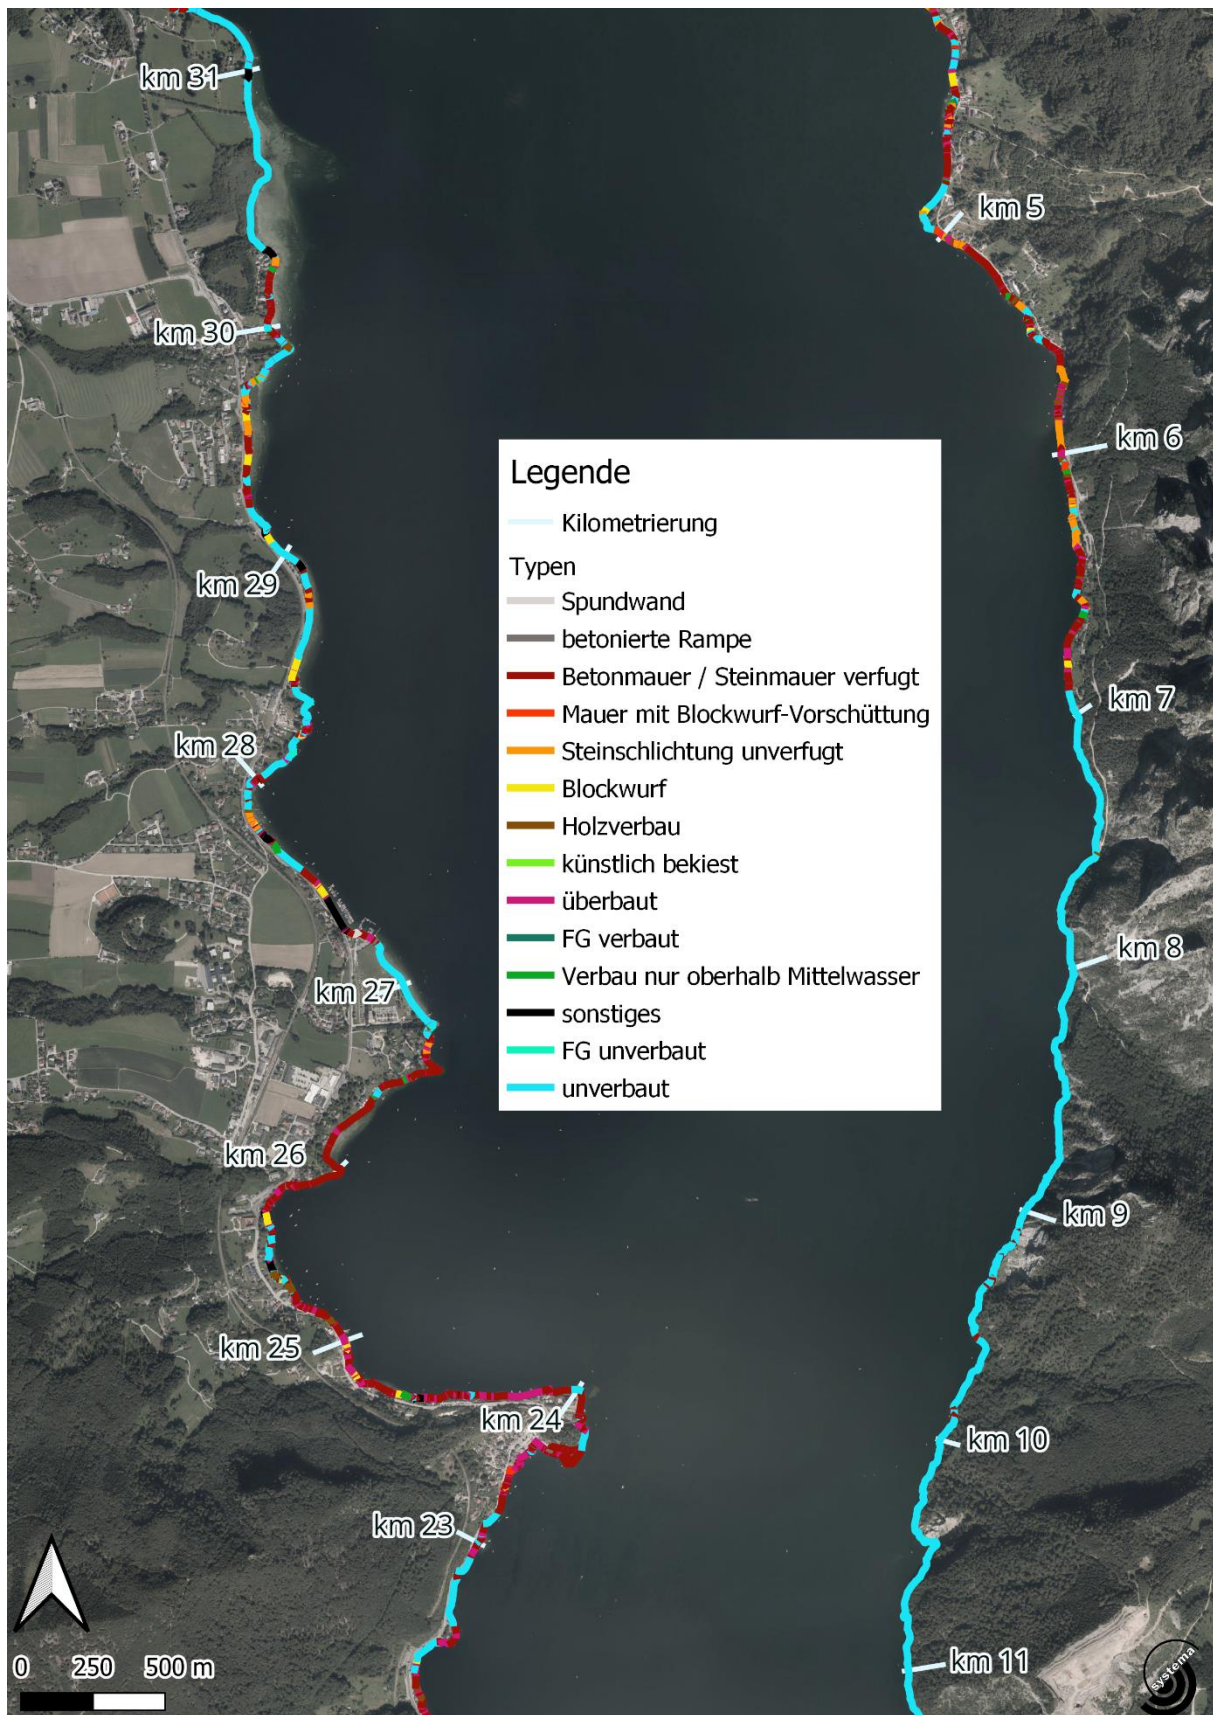 km 31
km 5
km 30
km 6
Legende
Kilometrierung
Typen
Spundwand
betonierte Rampe
Betonmauer / Steinmauer verfugt
Mauer mit Blockwurf-Vorschüttung
Steinschlichtung unverfugt
Blockwurf
Holzverbau
künstlich bekiest
überbaut
FG verbaut
Verbau nur oberhalb Mittelwasser
sonstiges
FG unverbaut
unverbaut
km 29
km 7
km 28
km 8
km 27
km 26
km 9
km 25
km 24
km 10
km 23
km 11
0 250 500 m
systema